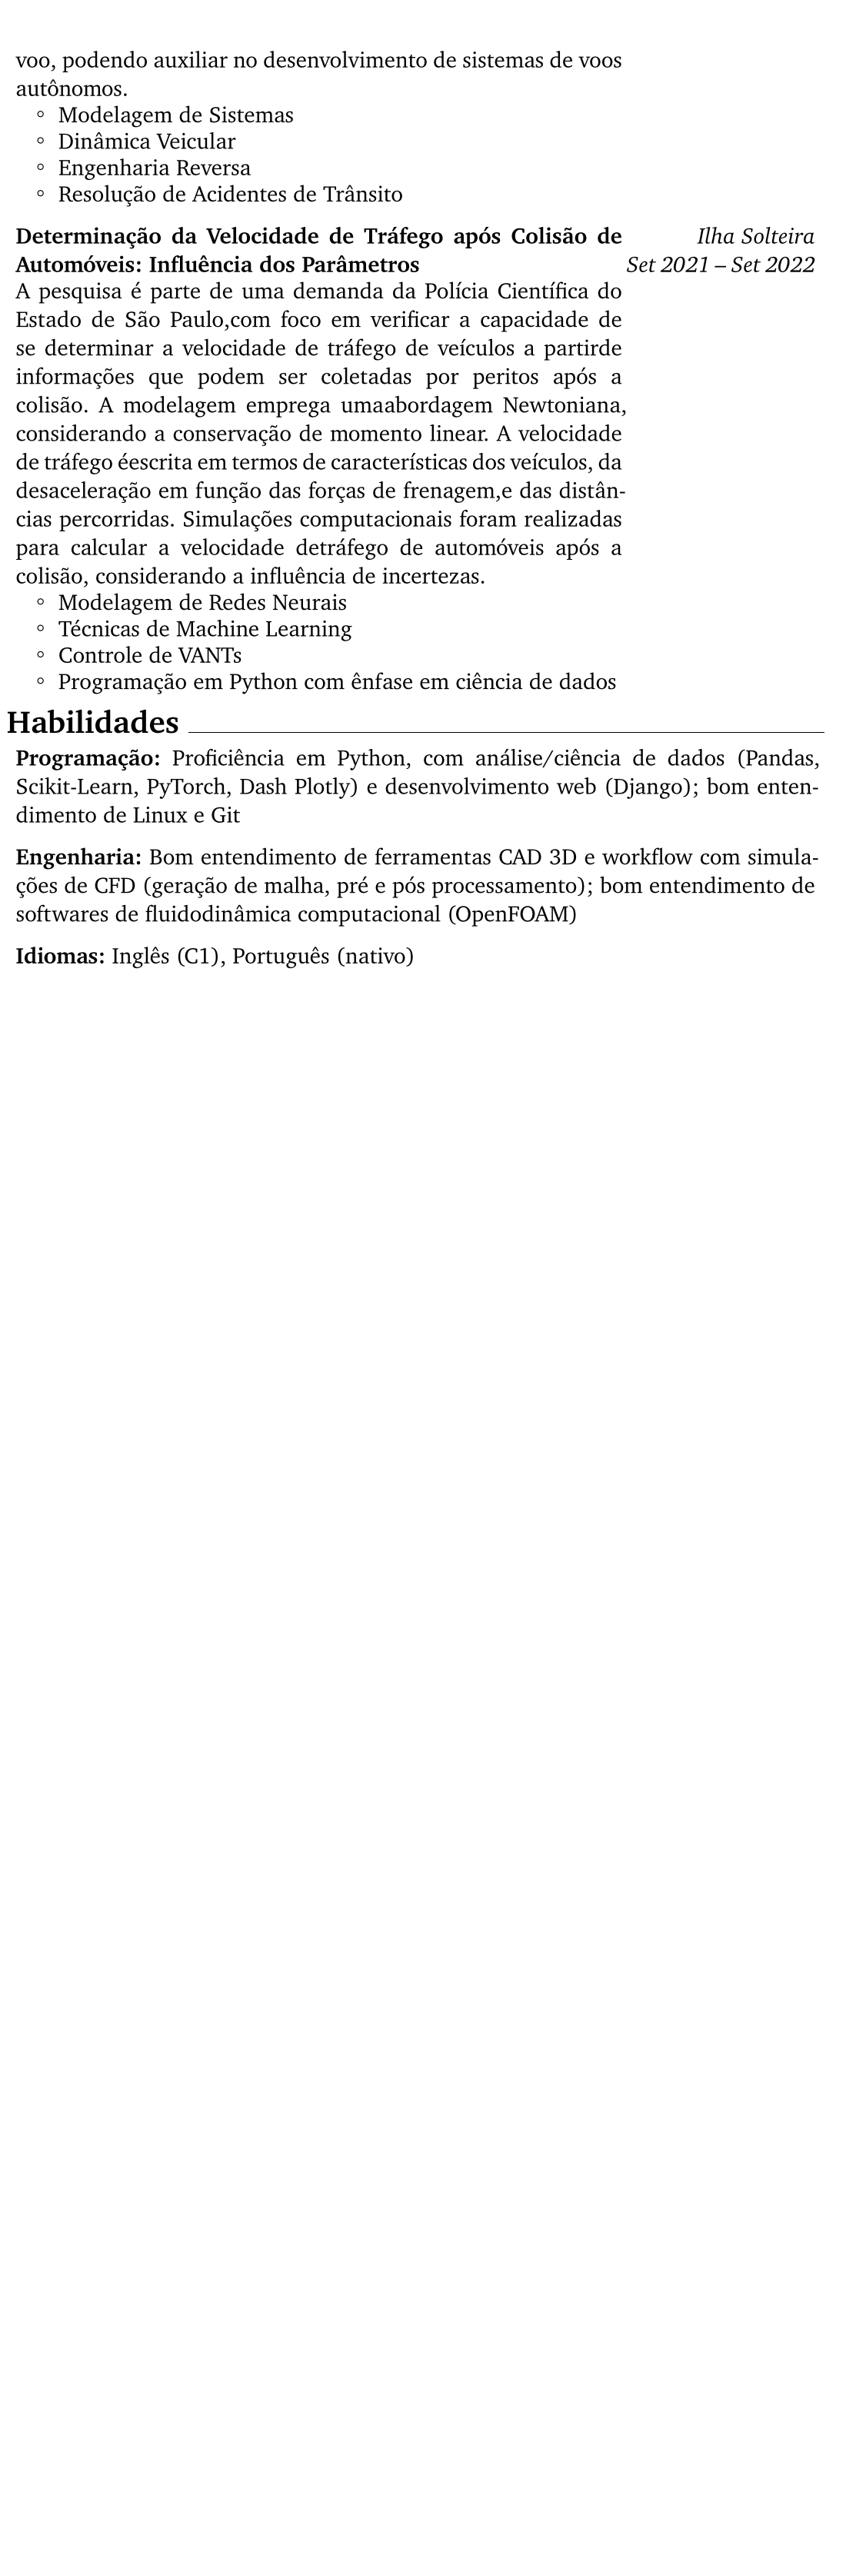 voo, podendo auxiliar no desenvolvimento de sistemas de voos
autônomos.
◦ Modelagem de Sistemas
◦ Dinâmica Veicular
◦ Engenharia Reversa
◦ Resolução de Acidentes de Trânsito
Determinação da Velocidade de Tráfego após Colisão de
Automóveis: Influência dos Parâmetros
Ilha Solteira
Set 2021 – Set 2022
A pesquisa é parte de uma demanda da Polícia Científica do
Estado de São Paulo,com foco em verificar a capacidade de
se determinar a velocidade de tráfego de veículos a partirde
informações que podem ser coletadas por peritos após a
colisão. A modelagem emprega umaabordagem Newtoniana,
considerando a conservação de momento linear. A velocidade
de tráfego éescrita em termos de características dos veículos, da
desaceleração em função das forças de frenagem,e das distân-
cias percorridas. Simulações computacionais foram realizadas
para calcular a velocidade detráfego de automóveis após a
colisão, considerando a influência de incertezas.
◦ Modelagem de Redes Neurais
◦ Técnicas de Machine Learning
◦ Controle de VANTs
◦ Programação em Python com ênfase em ciência de dados
Habilidades
Programação: Proficiência em Python, com análise/ciência de dados (Pandas,
Scikit-Learn, PyTorch, Dash Plotly) e desenvolvimento web (Django); bom enten-
dimento de Linux e Git
Engenharia: Bom entendimento de ferramentas CAD 3D e workflow com simula-
ções de CFD (geração de malha, pré e pós processamento); bom entendimento de
softwares de fluidodinâmica computacional (OpenFOAM)
Idiomas: Inglês (C1), Português (nativo)